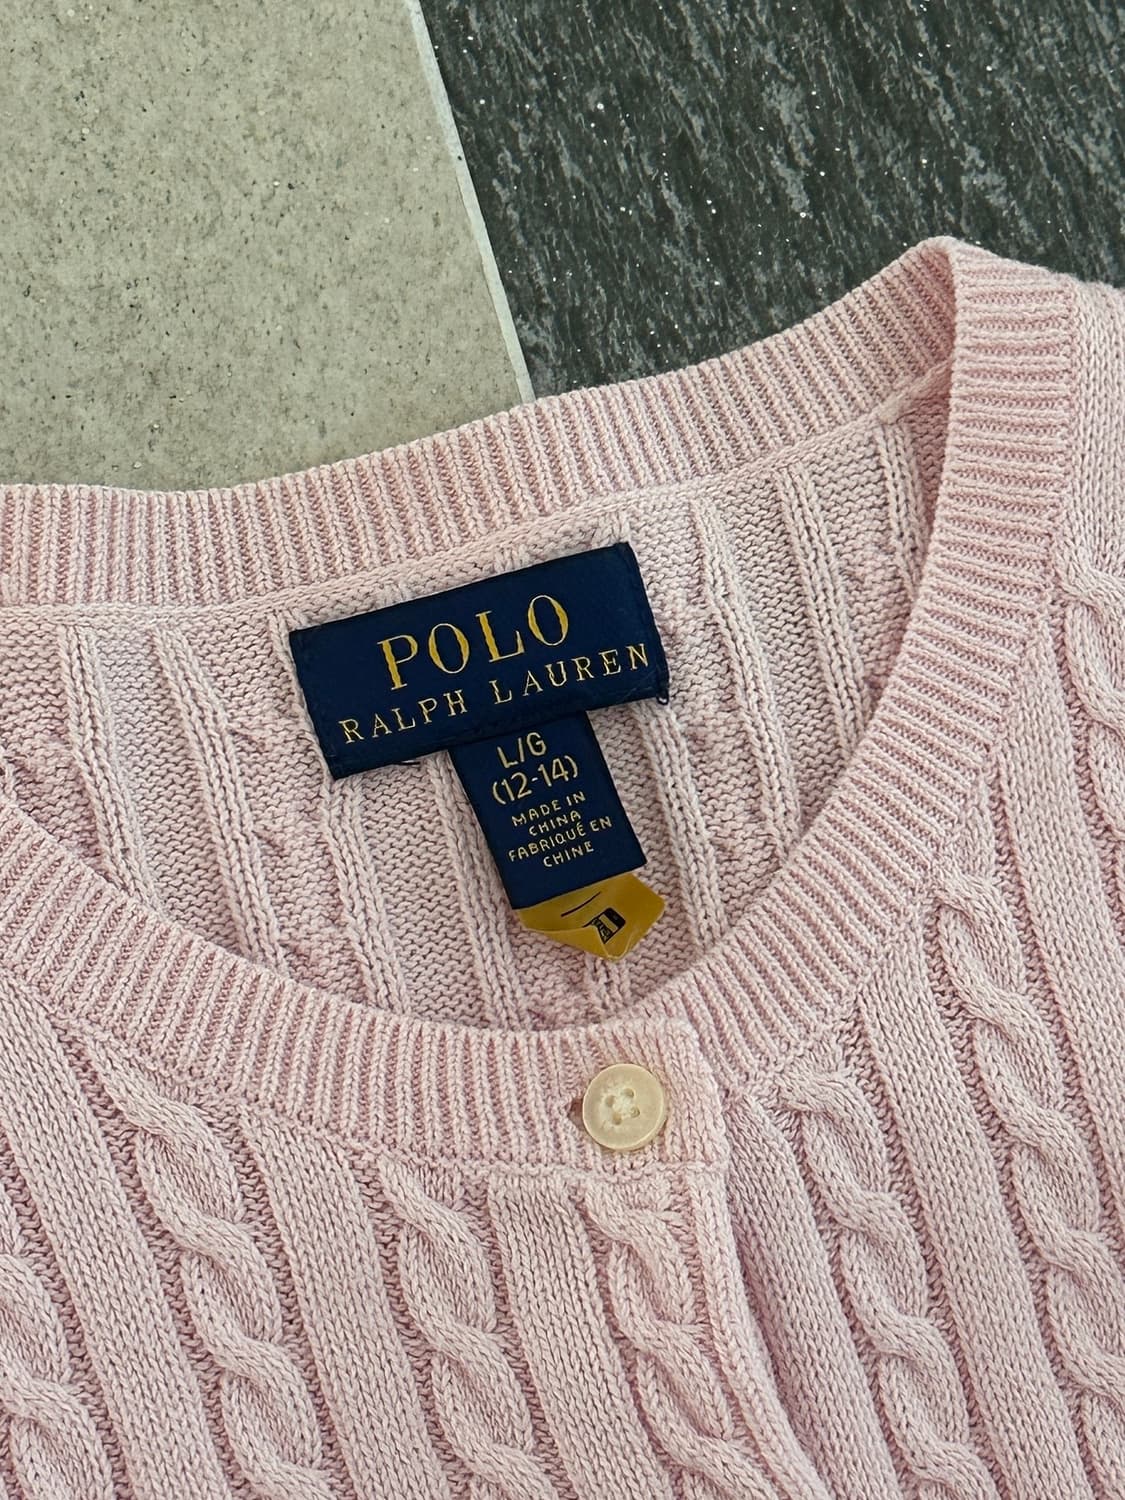 POLO
RALPH LAUREN
L/G
(12-14)
MADE IN
CHINA
FABRIQUÉ EN
CHINE